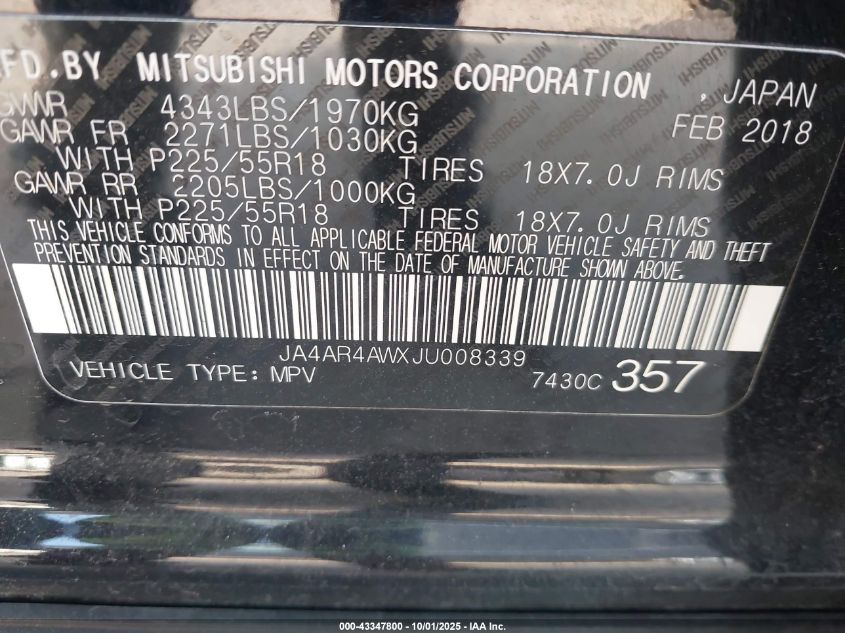 FD.BY MITSUBISHI MOTORS CORPORATION , JAPAN
GVWR 4343LBS/1970KG FEB 2018
GAWR FR 2271LBS/1030KG
WITH P225/55R18 TIRES 18X7.0J RIMS
GAWR RR 2205LBS/1000KG
WITH P225/55R18 TIRES 18X7.0J RIMS
THIS VEHICLE CONFORMS TO ALL APPLICABLE FEDERAL MOTOR VEHICLE SAFETY AND THEFT
PREVENTION STANDARDS IN EFFECT ON THE DATE OF MANUFACTURE SHOWN ABOVE.
JA4AR4AWXJU008339
VEHICLE TYPE: MPV 7430C 357
000-43347800 - 10/01/2025 - IAA Inc.